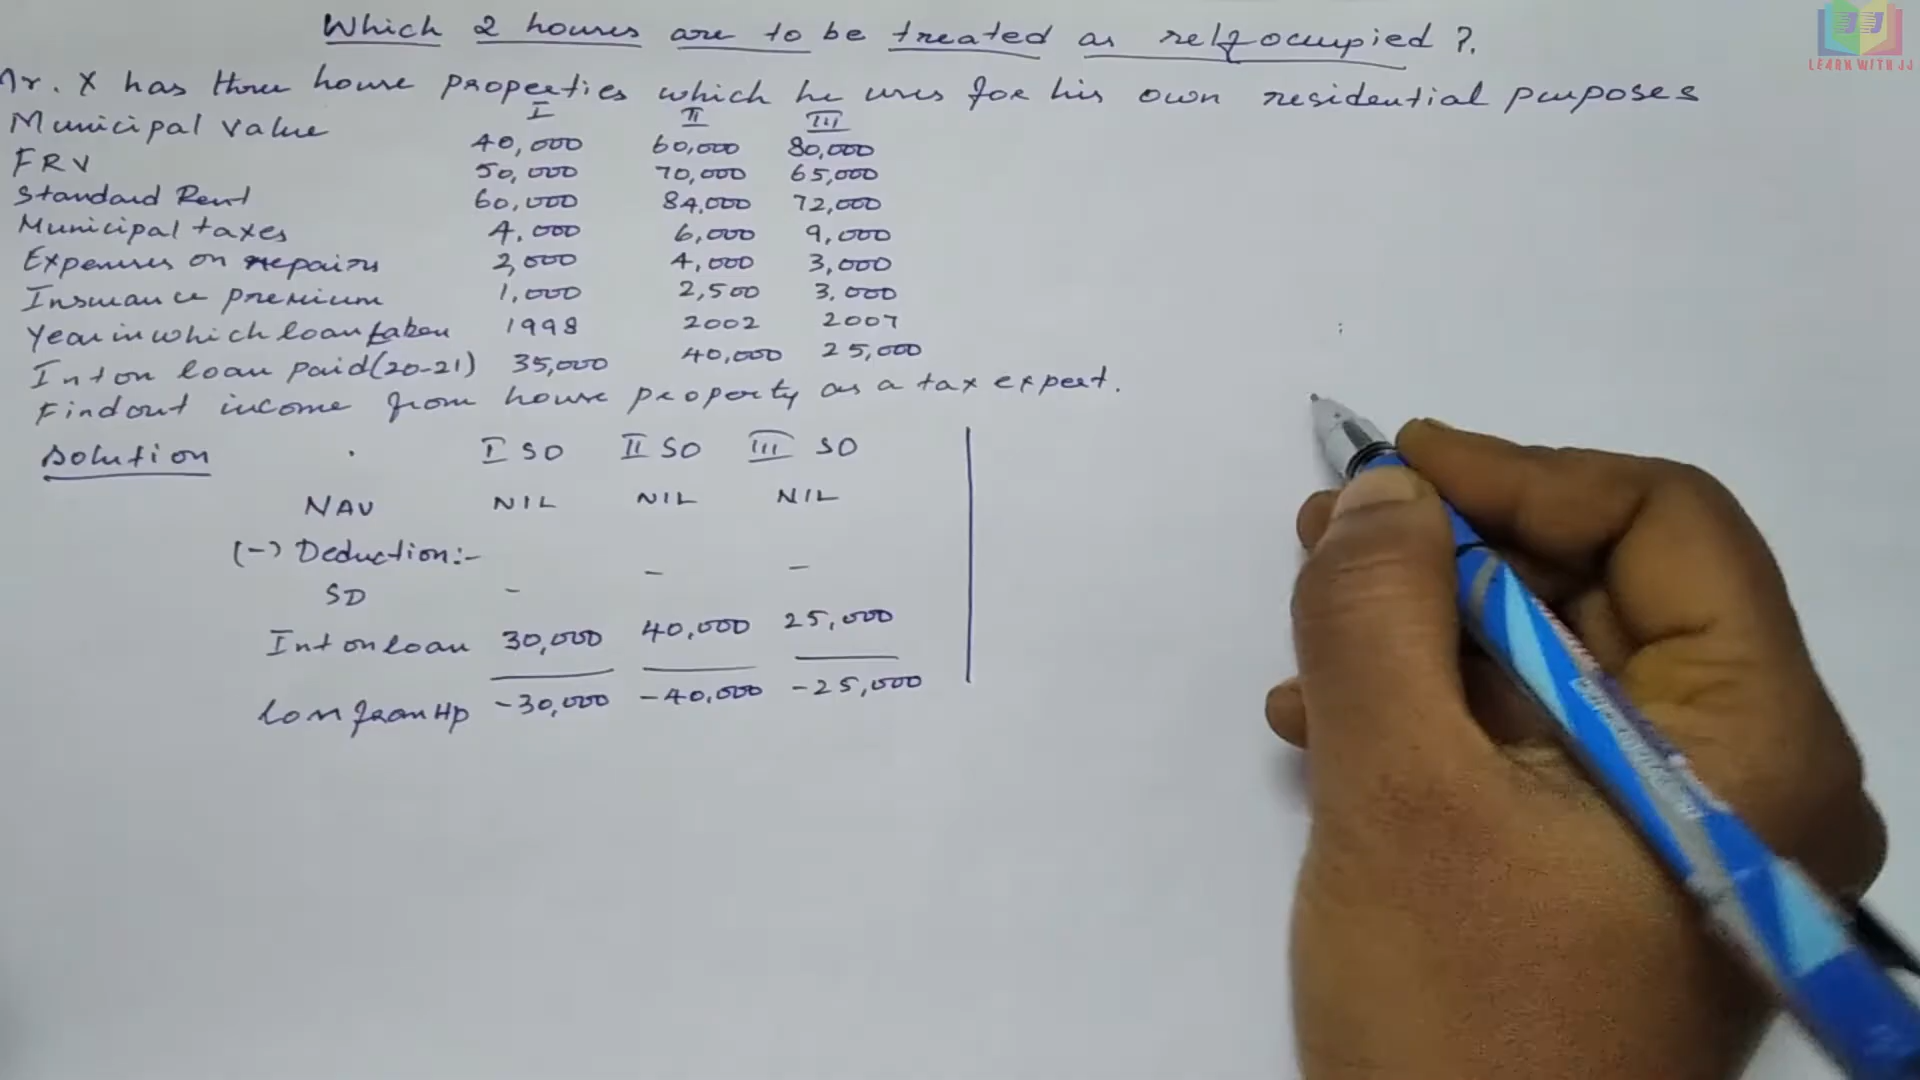 Which 2 houses are to be treated as self occupied ?.
LEARN WITH JJ
Mr. X has three house properties which he uses for his own residential purposes
I II III
Municipal value 40,000 60,000 80,000
FRV 50,000 70,000 65,000
Standard Rent 60,000 84,000 72,000
Municipal taxes 4,000 6,000 9,000
Expenses on repairs 2,000 4,000 3,000
Insurance premium 1,000 2,500 3,000
Year in which loan taken 1998 2002 2007
Int on loan paid (20-21) 35,000 40,000 25,000
Find out income from house property as a tax expert.
Solution I SO II SO III SO
NAV NIL NIL NIL
(-) Deduction:-
SD - - -
Int on loan 30,000 40,000 25,000
Loss from HP -30,000 -40,000 -25,000